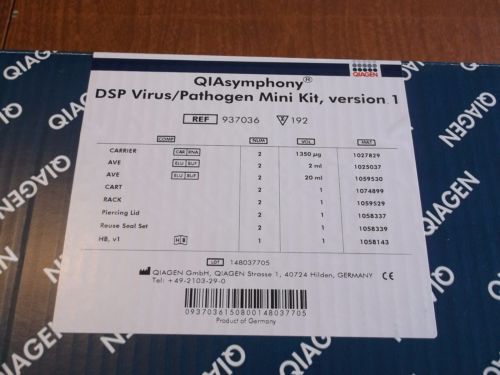 QIAGEN
QIAsymphony®
DSP Virus/Pathogen Mini Kit, version 1
REF 937036 192
COMP NUM VOL MAT
CARRIER CAR RNA 2 1350 µg 1027829
AVE ELU BUF 2 2 ml 1025037
AVE ELU BUF 2 20 ml 1059530
CART 2 1 1074899
RACK 2 1 1059529
Piercing Lid 2 1 1058337
Reuse Seal Set 2 1 1058339
HB, v1 HB 1 1 1058143
LOT 148037705
QIAGEN GmbH, QIAGEN Strasse 1, 40724 Hilden, GERMANY CE
Tel: +49-2103-29-0
0937036150800148037705
Product of Germany
QIAGEN
QIAGEN
QIAGEN
QIAGEN
QIAGEN